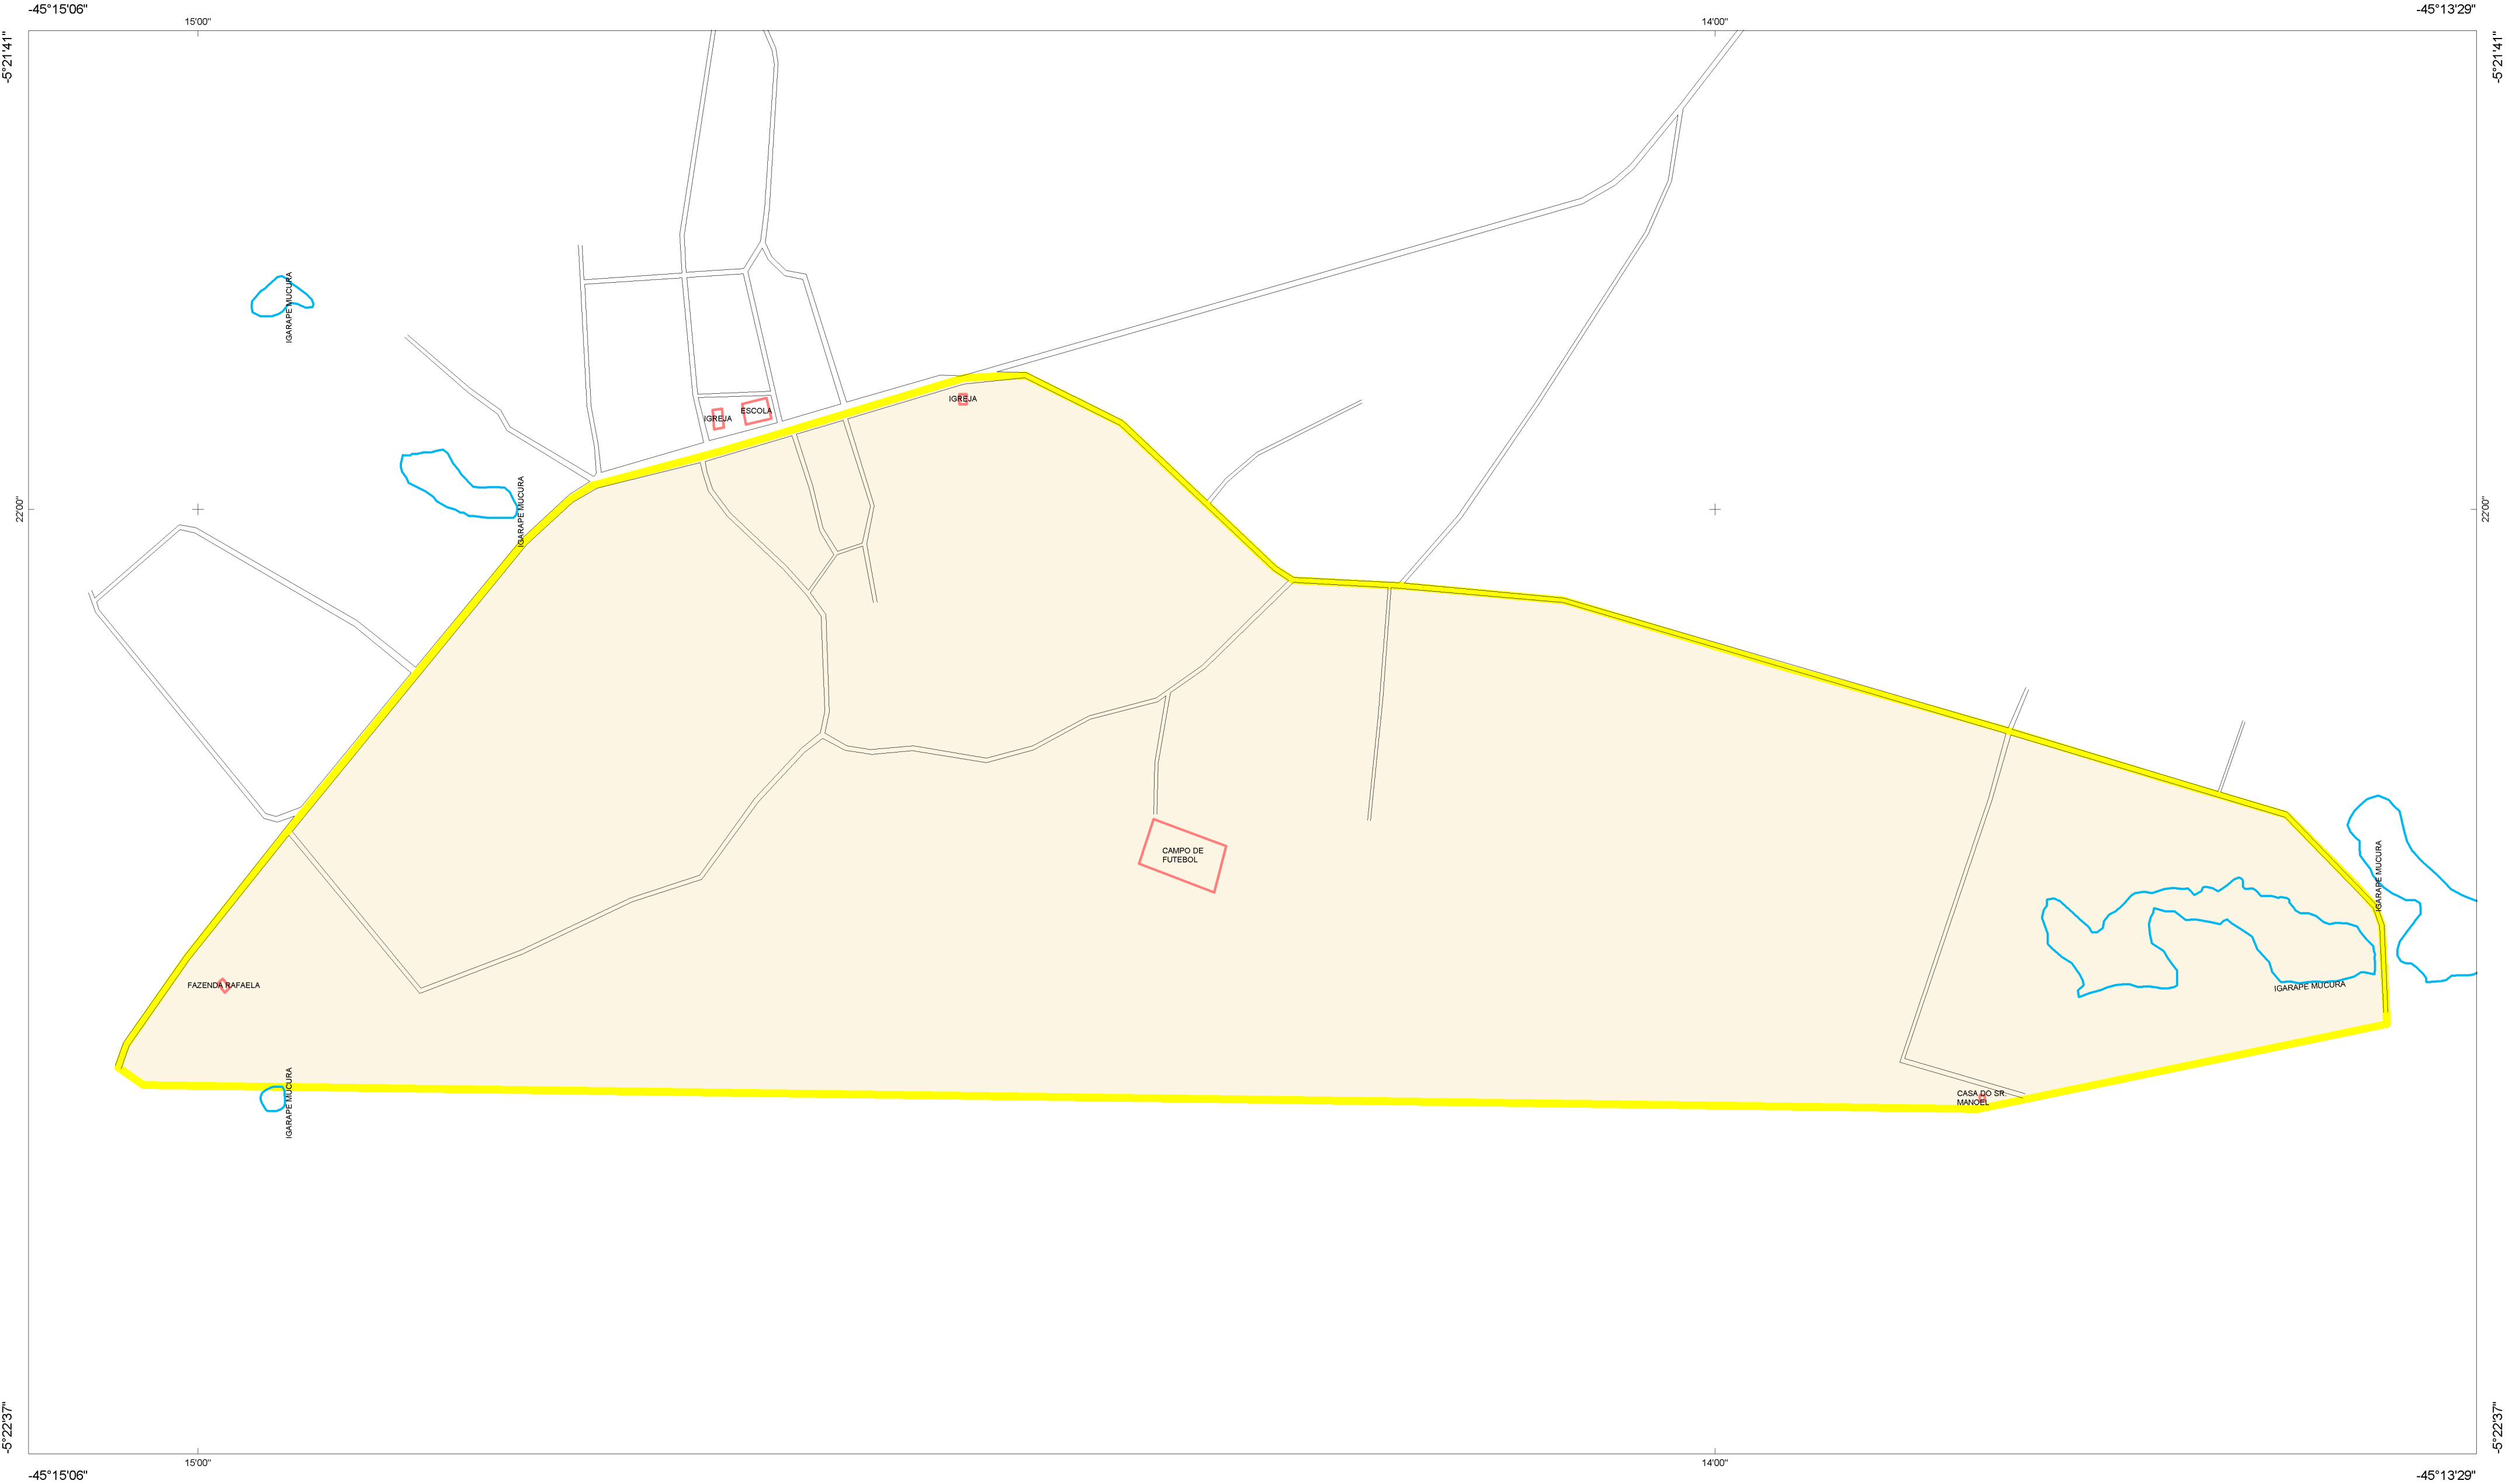 -45°15'06"
-45°13'29"
15'00"
14'00"
-5°21'41"
-5°21'41"
IGARAPE MUCURA
IGREJA
ESCOLA
IGREJA
IGARAPE MUCURA
22'00"
22'00"
CAMPO DE
FUTEBOL
IGARAPE MUCURA
FAZENDA RAFAELA
IGARAPE MUCURA
IGARAPE MUCURA
CASA DO SR.
MANOEL
-5°22'37"
-5°22'37"
15'00"
14'00"
-45°15'06"
-45°13'29"